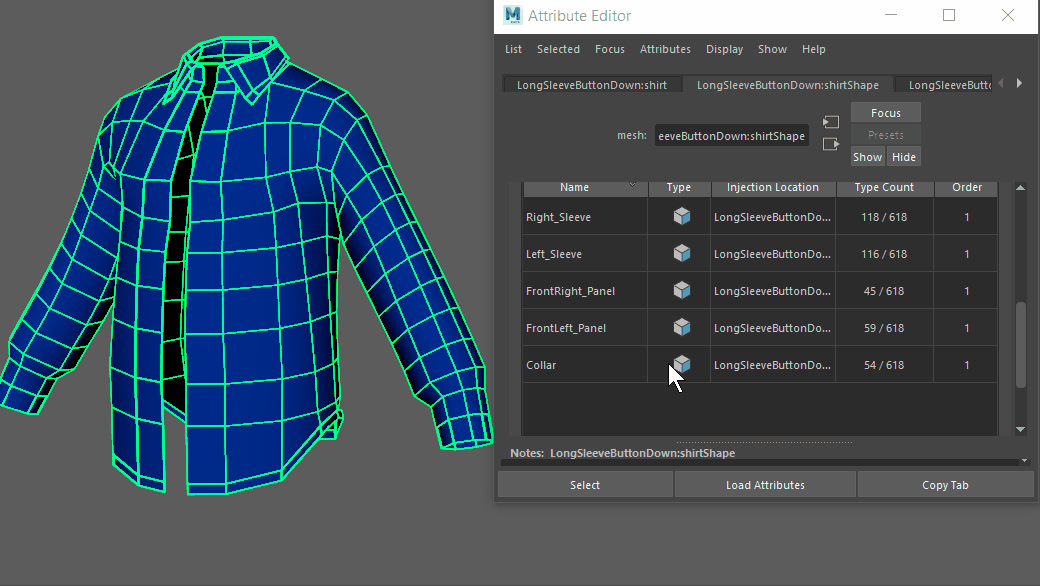 Attribute Editor
List Selected Focus Attributes Display Show Help
LongSleeveButtonDown:shirt LongSleeveButtonDown:shirtShape LongSleeveButto
Focus
mesh: eeveButtonDown:shirtShape Presets
Show Hide
Name Type Injection Location Type Count Order
Right_Sleeve LongSleeveButtonDo... 118 / 618 1
Left_Sleeve LongSleeveButtonDo... 116 / 618 1
FrontRight_Panel LongSleeveButtonDo... 45 / 618 1
FrontLeft_Panel LongSleeveButtonDo... 59 / 618 1
Collar LongSleeveButtonDo... 54 / 618 1
Notes: LongSleeveButtonDown:shirtShape
Select Load Attributes Copy Tab